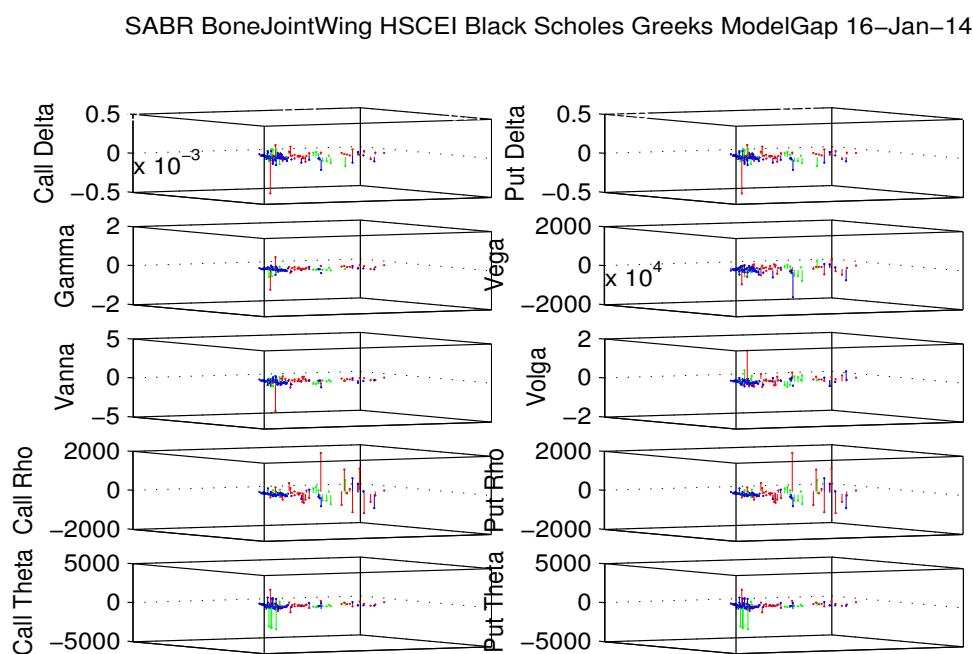 SABR BoneJointWing HSCEI Black Scholes Greeks ModelGap 16−Jan−14
Call Delta
0.5
0
−0.5
x 10−3
Put Delta
0.5
0
−0.5
Gamma
2
0
−2
Vega
2000
0
−2000
x 104
Vanna
5
0
−5
Volga
2
0
−2
Call Rho
2000
0
−2000
Put Rho
2000
0
−2000
Call Theta
5000
0
−5000
Put Theta
5000
0
−5000